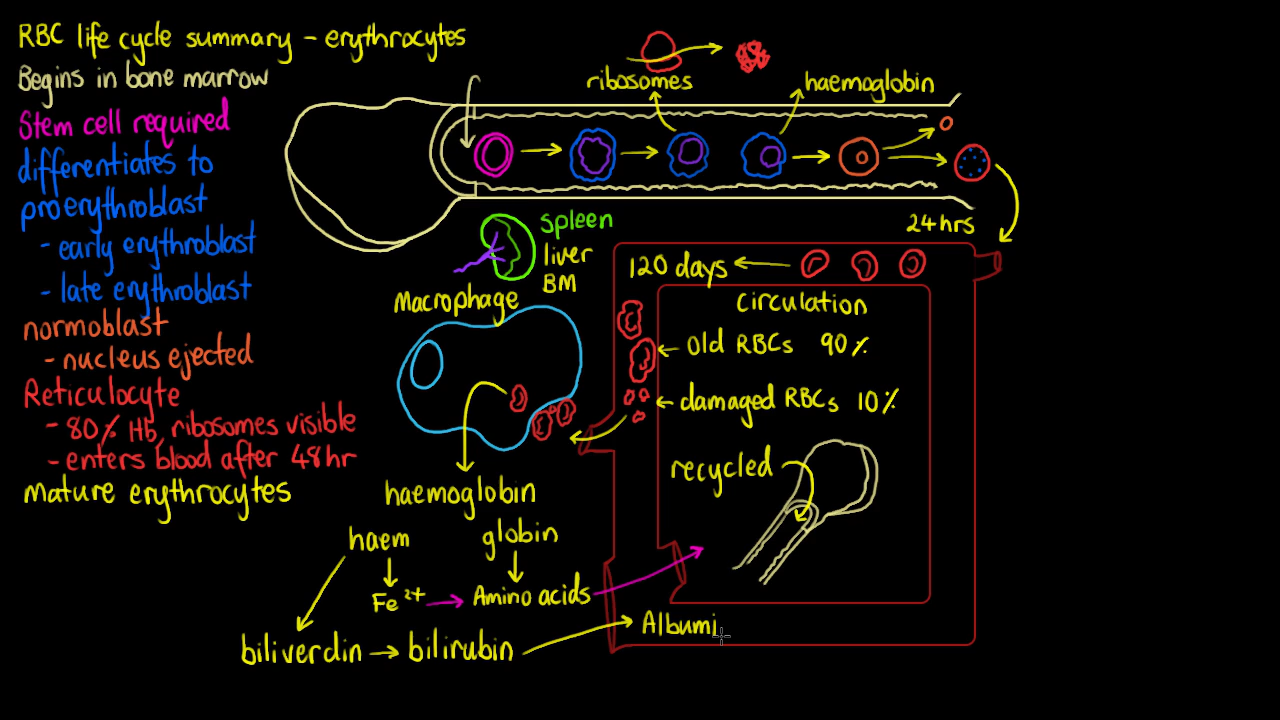 RBC life cycle summary - erythrocytes
Begins in bone marrow
Stem cell required
differentiates to
proerythroblast
- early erythroblast
- late erythroblast
normoblast
- nucleus ejected
Reticulocyte
- 80% Hb, ribosomes visible
- enters blood after 48hr
mature erythrocytes
ribosomes
haemoglobin
24hrs
spleen
liver
BM
Macrophage
120 days
circulation
old RBCs 90%
damaged RBCs 10%
recycled
haemoglobin
haem
globin
Fe²⁺
Amino acids
biliverdin
bilirubin
Albumi